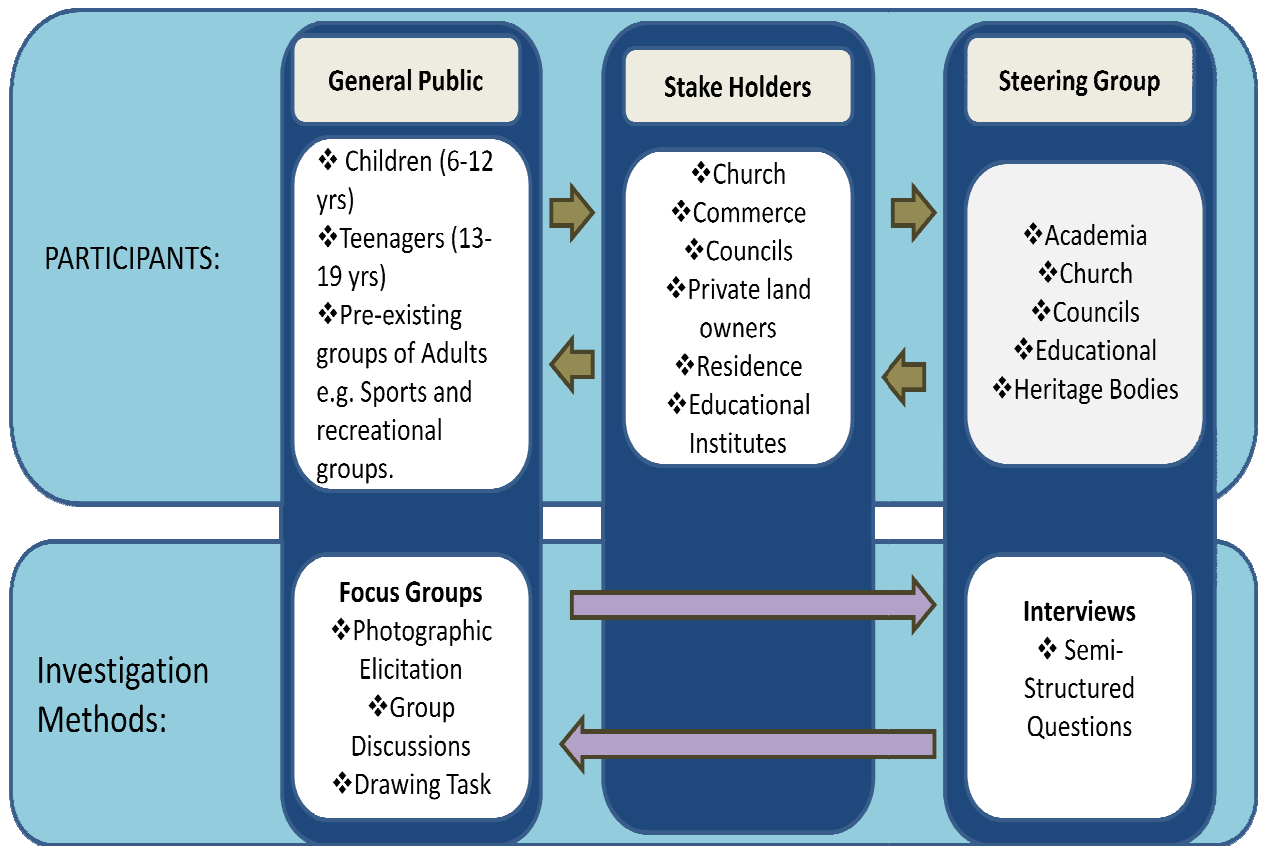 General Public
Stake Holders
Steering Group
PARTICIPANTS:
❖ Children (6-12
yrs)
❖Teenagers (13-
19 yrs)
❖Pre-existing
groups of Adults
e.g. Sports and
recreational
groups.
❖Church
❖Commerce
❖Councils
❖Private land
owners
❖Residence
❖Educational
Institutes
❖Academia
❖Church
❖Councils
❖Educational
❖Heritage Bodies
Investigation
Methods:
Focus Groups
❖Photographic
Elicitation
❖Group
Discussions
❖Drawing Task
Interviews
❖ Semi-
Structured
Questions